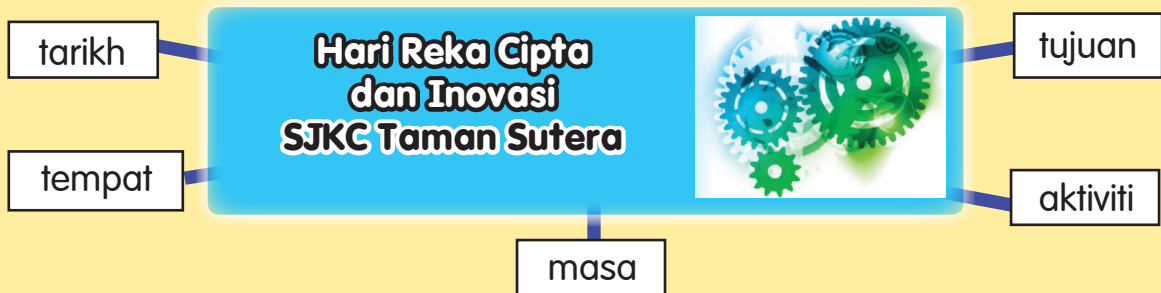 tarikh
Hari Reka Cipta
dan Inovasi
SJKC Taman Sutera
tujuan
tempat
aktiviti
masa